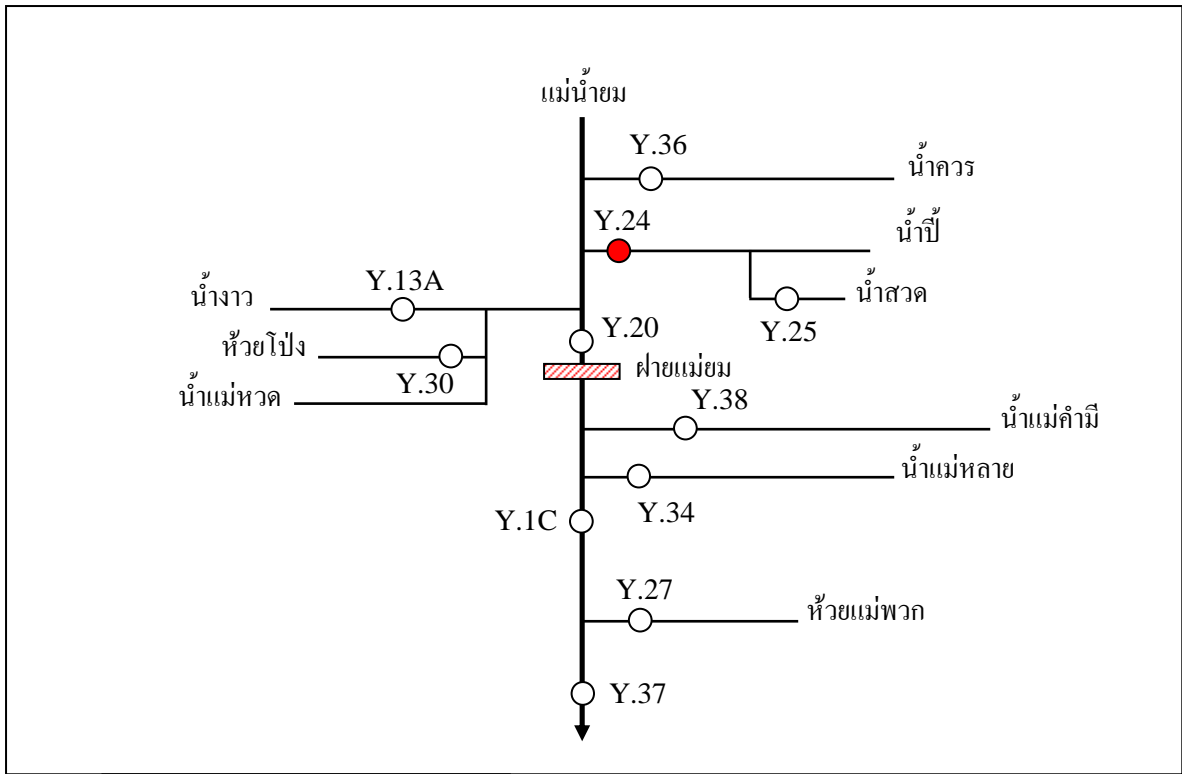 แม่น้ำยม
Y.36
น้ำควร
Y.24
น้ำปี้
Y.13A
น้ำงาว
น้ำสวด
Y.25
Y.20
ห้วยโป่ง
ฝายแม่ยม
Y.30
น้ำแม่หวด
Y.38
น้ำแม่คำมี
น้ำแม่หลาย
Y.34
Y.1C
Y.27
ห้วยแม่พวก
Y.37